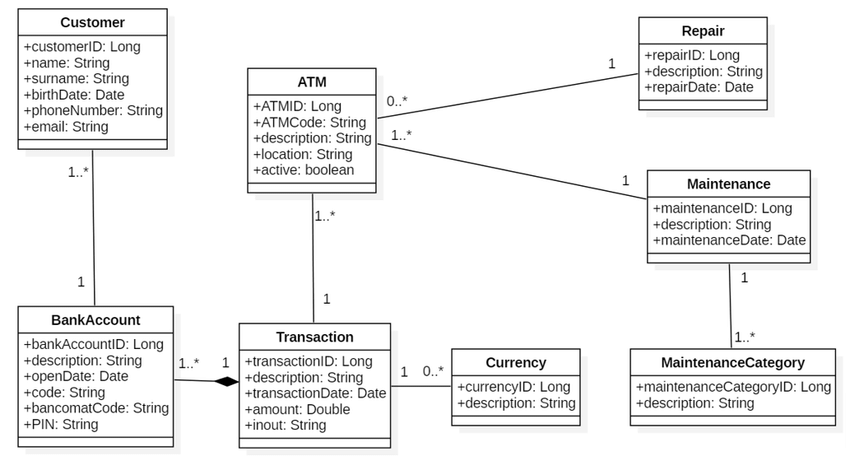 Customer
+customerID: Long
+name: String
+surname: String
+birthDate: Date
+phoneNumber: String
+email: String
1..*
1
ATM
+ATMID: Long
+ATMCode: String
+description: String
+location: String
+active: boolean
0..*
1
1..*
1
1..*
1
Repair
+repairID: Long
+description: String
+repairDate: Date
Maintenance
+maintenanceID: Long
+description: String
+maintenanceDate: Date
1
1..*
BankAccount
+bankAccountID: Long
+description: String
+openDate: Date
+code: String
+bancomatCode: String
+PIN: String
1..*
1
Transaction
+transactionID: Long
+description: String
+transactionDate: Date
+amount: Double
+inout: String
1
0..*
Currency
+currencyID: Long
+description: String
MaintenanceCategory
+maintenanceCategoryID: Long
+description: String